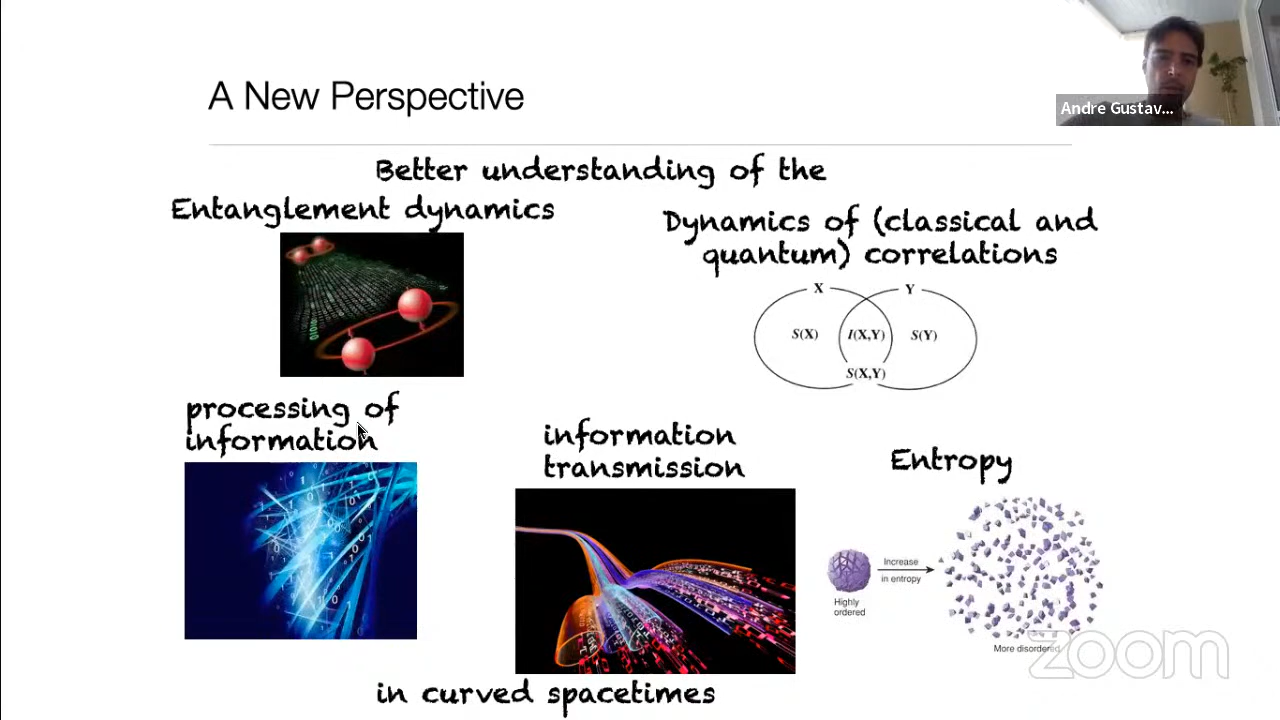 A New Perspective
Andre Gustav...
Better understanding of the
Entanglement dynamics
Dynamics of (classical and
quantum) correlations
X
Y
S(X)
I(X,Y)
S(Y)
S(X,Y)
processing of
information
information
transmission
Entropy
Increase
in entropy
Highly
ordered
More disordered
zoom
in curved spacetimes